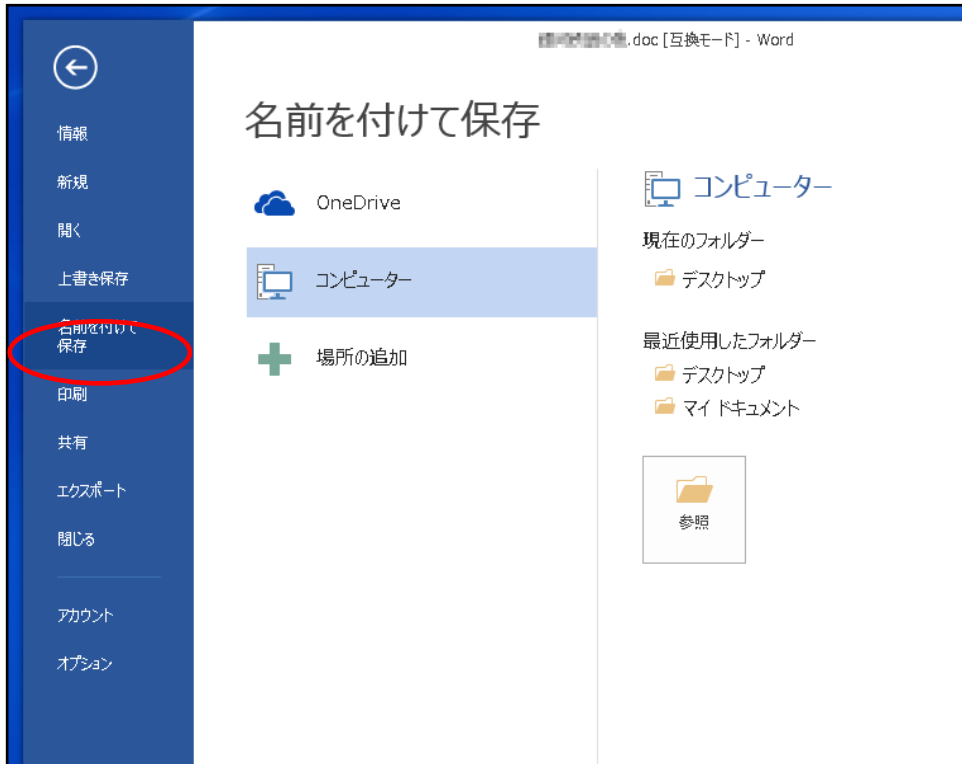 .doc [互換モード] - Word
情報
新規
開く
上書き保存
名前を付けて
保存
印刷
共有
エクスポート
閉じる
アカウント
オプション
名前を付けて保存
OneDrive
コンピューター
場所の追加
コンピューター
現在のフォルダー
デスクトップ
最近使用したフォルダー
デスクトップ
マイ ドキュメント
参照